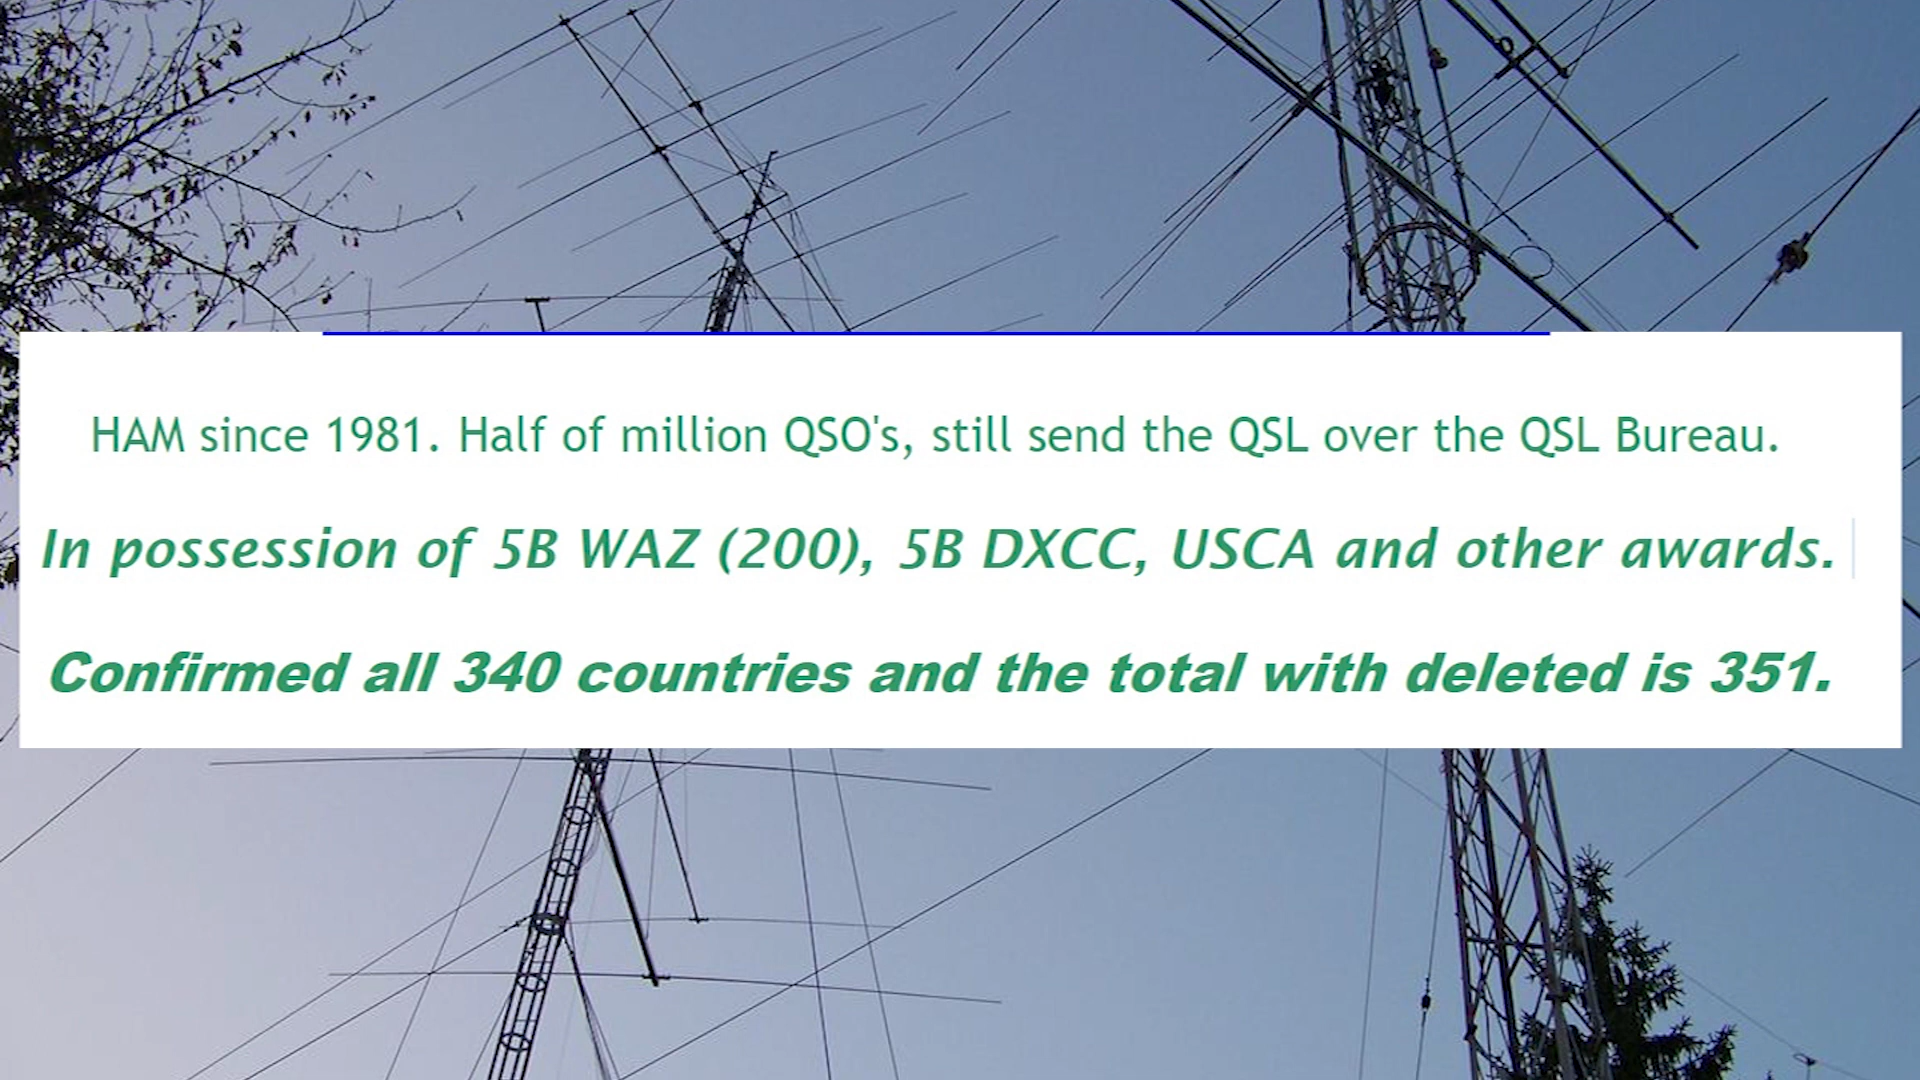 HAM since 1981. Half of million QSO's, still send the QSL over the QSL Bureau.
In possession of 5B WAZ (200), 5B DXCC, USCA and other awards.
Confirmed all 340 countries and the total with deleted is 351.